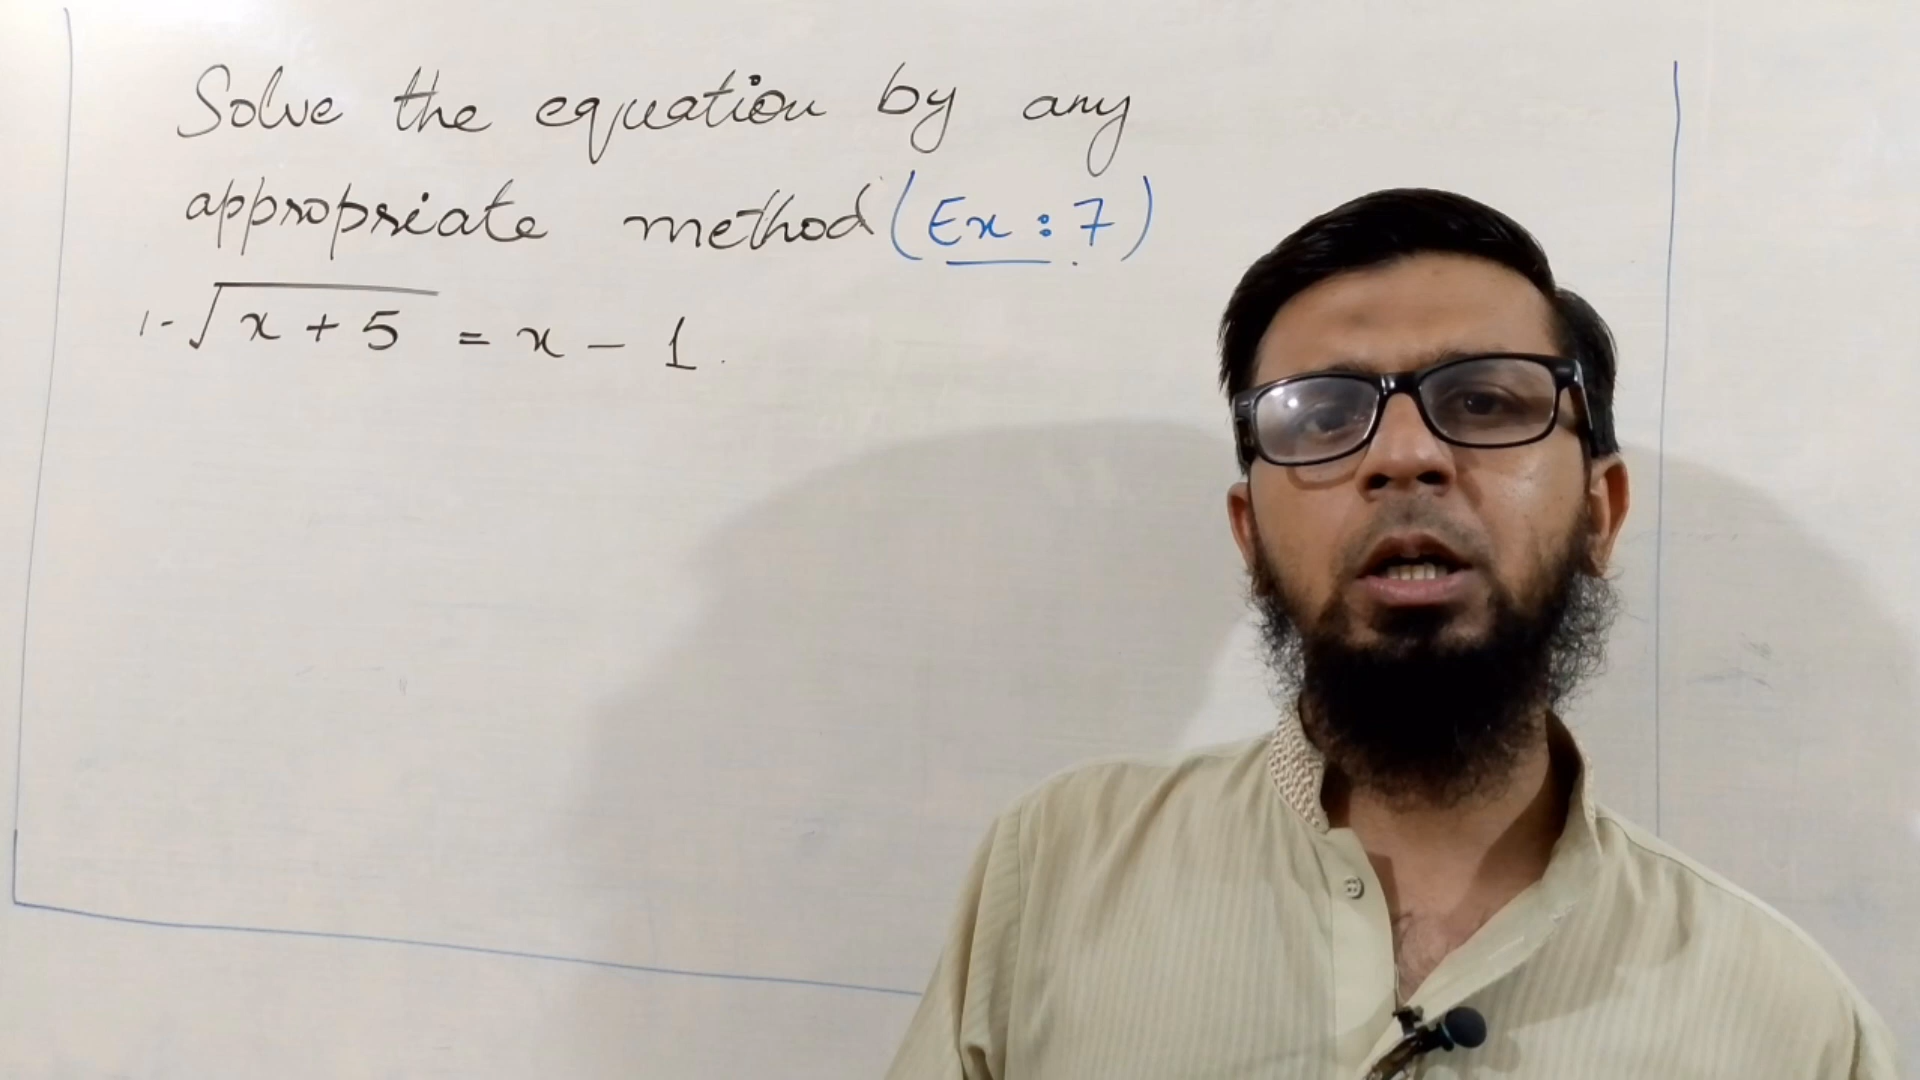 Solve the equation by any
appropriate method (Ex : 7)
1- √x + 5 = x - 1.